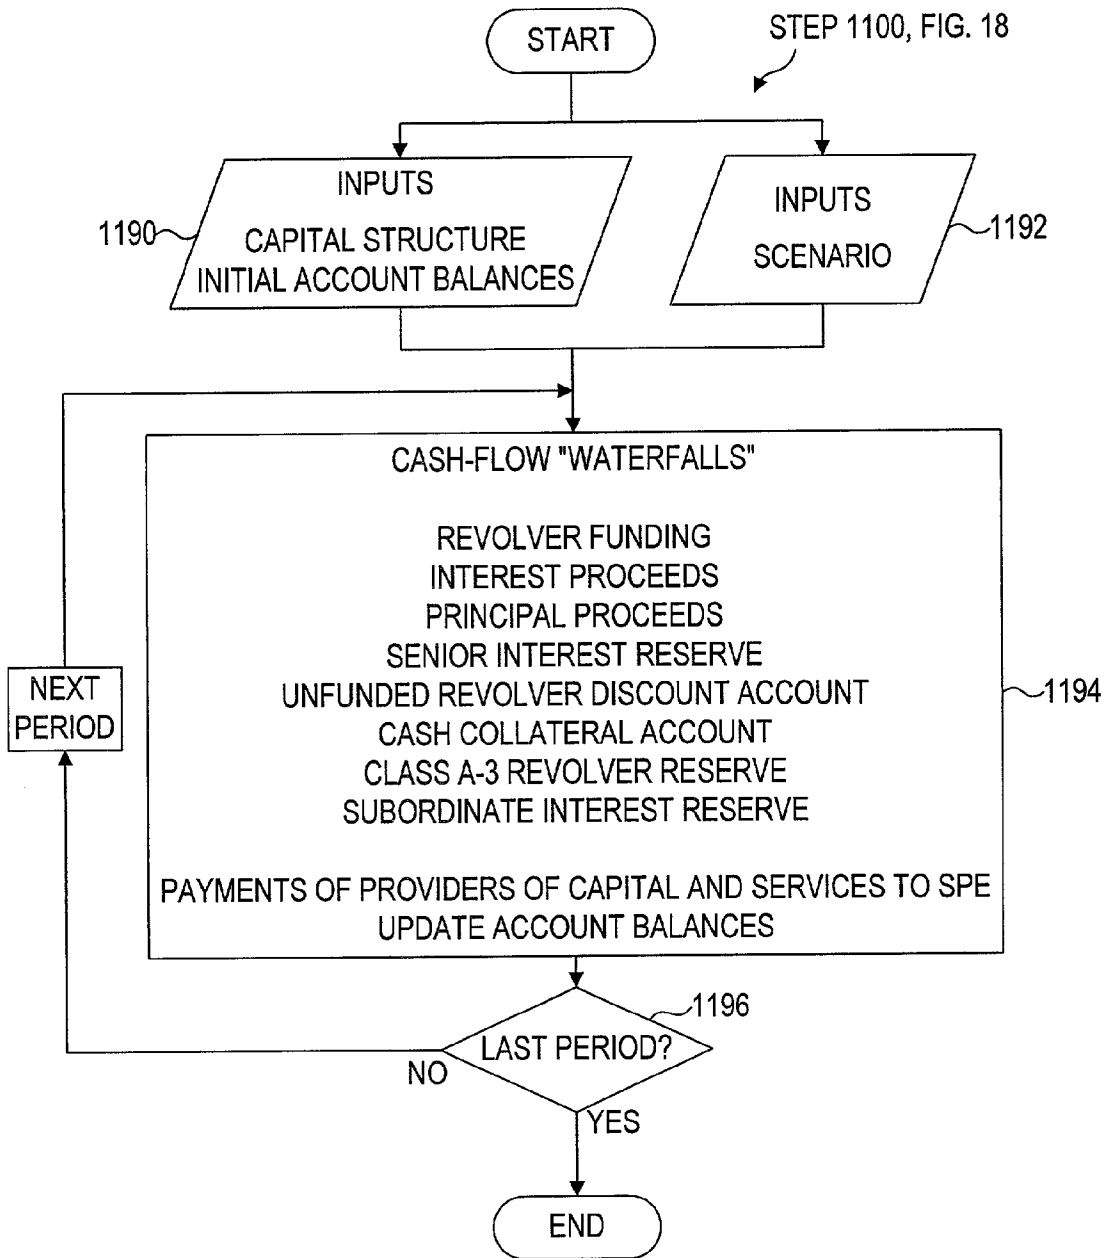 START
STEP 1100, FIG. 18
INPUTS
CAPITAL STRUCTURE
INITIAL ACCOUNT BALANCES
1190
INPUTS
SCENARIO
1192
CASH-FLOW "WATERFALLS"
REVOLVER FUNDING
INTEREST PROCEEDS
PRINCIPAL PROCEEDS
SENIOR INTEREST RESERVE
UNFUNDED REVOLVER DISCOUNT ACCOUNT
CASH COLLATERAL ACCOUNT
CLASS A-3 REVOLVER RESERVE
SUBORDINATE INTEREST RESERVE
PAYMENTS OF PROVIDERS OF CAPITAL AND SERVICES TO SPE
UPDATE ACCOUNT BALANCES
1194
NEXT
PERIOD
LAST PERIOD?
1196
NO
YES
END